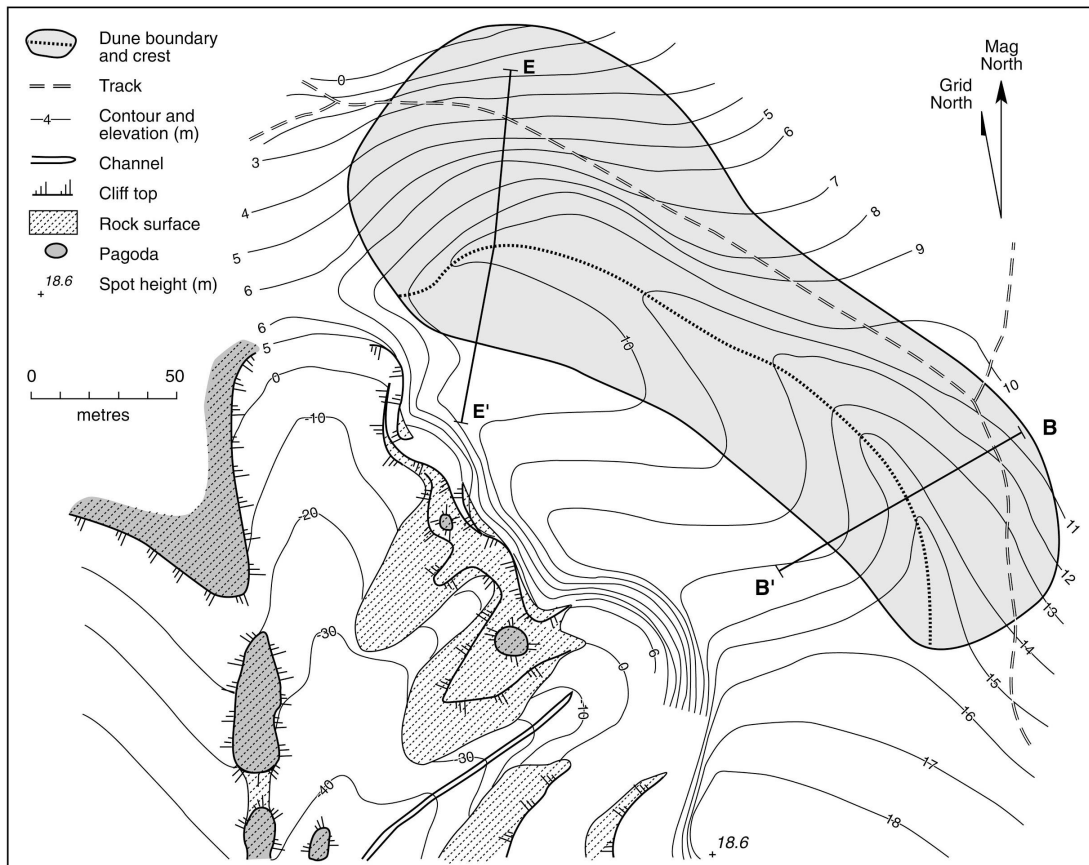 Dune boundary
and crest
Track
4
Contour and
elevation (m)
Channel
Cliff top
Rock surface
Pagoda
18.6
Spot height (m)
0
50
metres
Mag
North
Grid
North
E
E'
B
B'
0
3
4
5
6
6
5
0
-10
-20
-30
-40
5
6
7
8
9
10
10
11
12
13
14
15
16
17
18
6
0
-10
-30
18.6